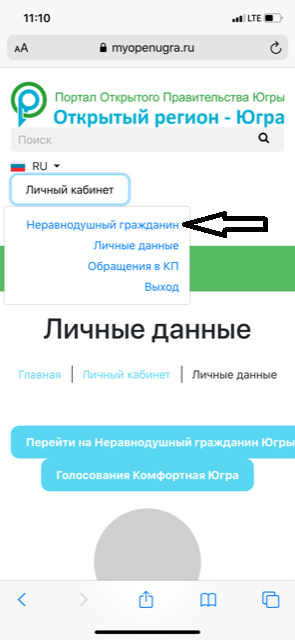 11:10
LTE
AA
myopenugra.ru
Портал Открытого Правительства Югры
Открытый регион - Югра
Поиск
RU
Личный кабинет
Неравнодушный гражданин
Личные данные
Обращения в КП
Выход
Личные данные
Главная | Личный кабинет | Личные данные
Перейти на Неравнодушный гражданин Югры
Голосования Комфортная Югра